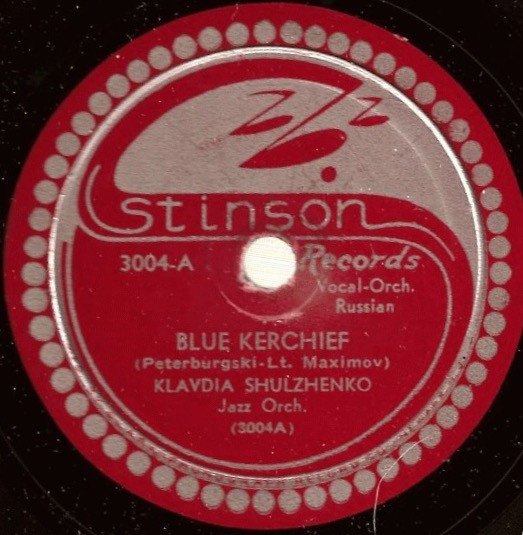 Stinson
Records
3004-A
Vocal-Orch.
Russian
BLUE KERCHIEF
(Peterburgski-Lt. Maximov)
KLAVDIA SHULZHENKO
Jazz Orch.
(3004A)